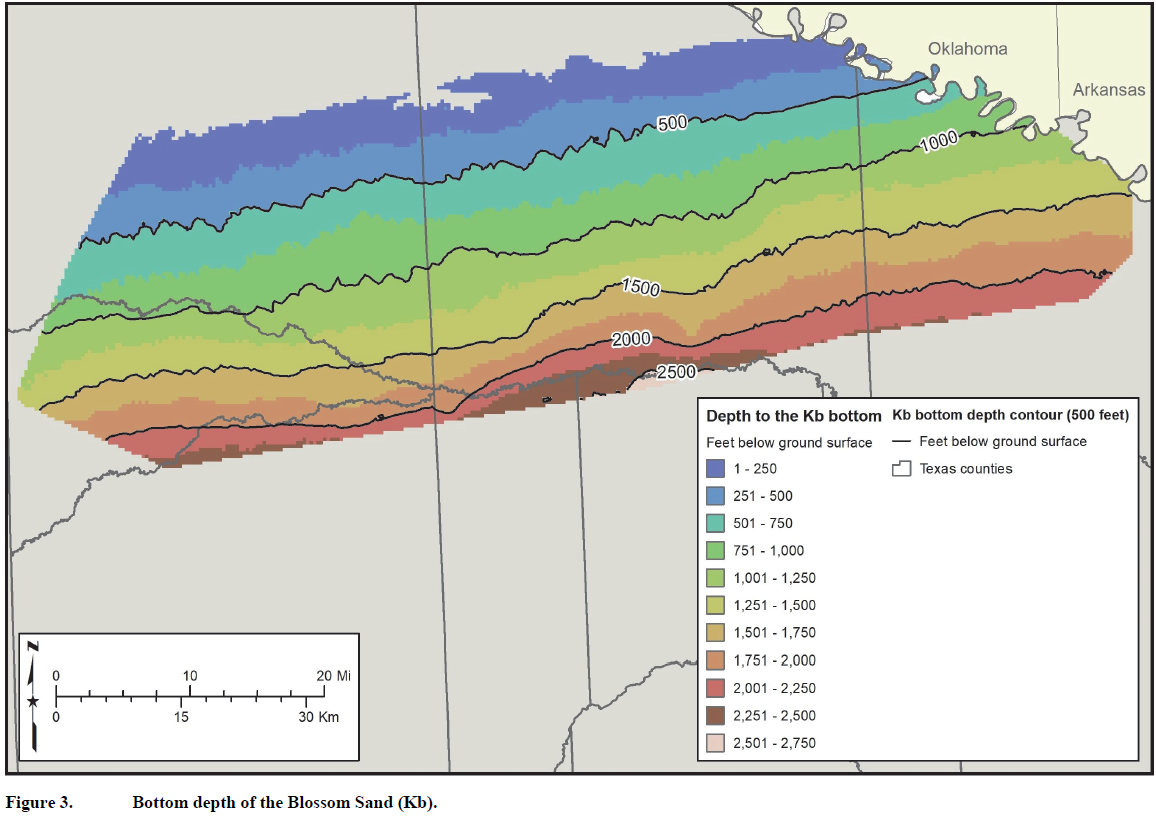 Oklahoma
Arkansas
500
1000
1500
2000
2500
Depth to the Kb bottom
Feet below ground surface
1 - 250
251 - 500
501 - 750
751 - 1,000
1,001 - 1,250
1,251 - 1,500
1,501 - 1,750
1,751 - 2,000
2,001 - 2,250
2,251 - 2,500
2,501 - 2,750
Kb bottom depth contour (500 feet)
Feet below ground surface
Texas counties
N
0 10 20 Mi
0 15 30 Km
Figure 3. Bottom depth of the Blossom Sand (Kb).